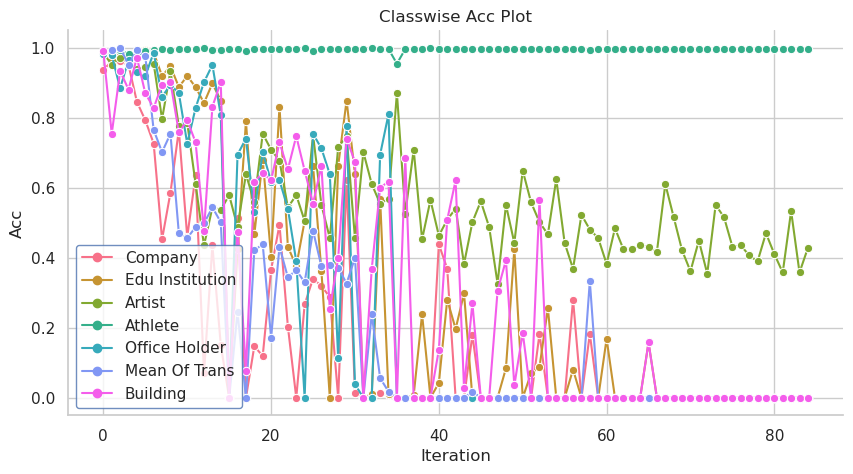 Classwise Acc Plot
1.0
0.8
0.6
0.4
0.2
0.0
Acc
Company
Edu Institution
Artist
Athlete
Office Holder
Mean Of Trans
Building
0
20
40
60
80
Iteration